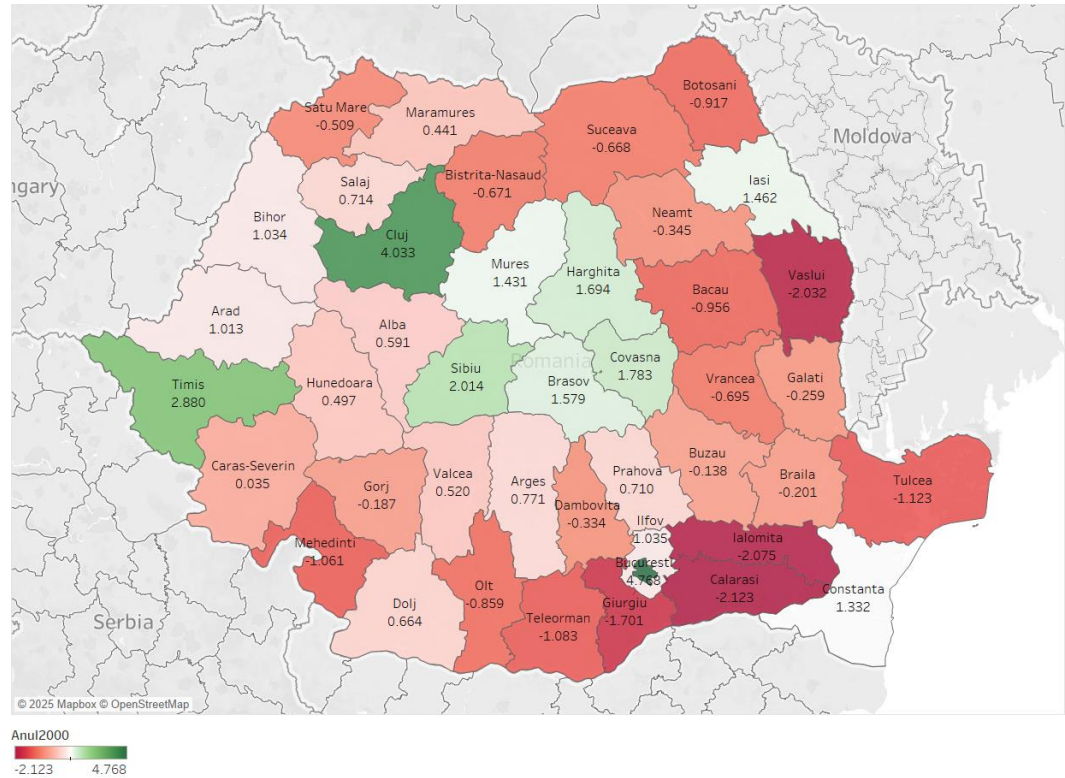 Botosani
-0.917
Satu Mare
-0.509
Maramures
0.441
Suceava
-0.668
Moldova
ngary
Salaj
0.714
Bistrita-Nasaud
-0.671
Iasi
1.462
Bihor
1.034
Cluj
4.033
Neamt
-0.345
Mures
1.431
Harghita
1.694
Bacau
-0.956
Vaslui
-2.032
Arad
1.013
Alba
0.591
Romania
Timis
2.880
Hunedoara
0.497
Sibiu
2.014
Brasov
1.579
Covasna
1.783
Vrancea
-0.695
Galati
-0.259
Caras-Severin
0.035
Gorj
-0.187
Valcea
0.520
Arges
0.771
Dambovita
-0.334
Prahova
0.710
Buzau
-0.138
Braila
-0.201
Tulcea
-1.123
Ilfov
1.035
Mehedinti
-1.061
Bucuresti
4.768
Ialomita
-2.075
Calarasi
-2.123
Constanta
1.332
Serbia
Dolj
0.664
Olt
-0.859
Teleorman
-1.083
Giurgiu
-1.701
© 2025 Mapbox © OpenStreetMap
Anul2000
-2.123 4.768